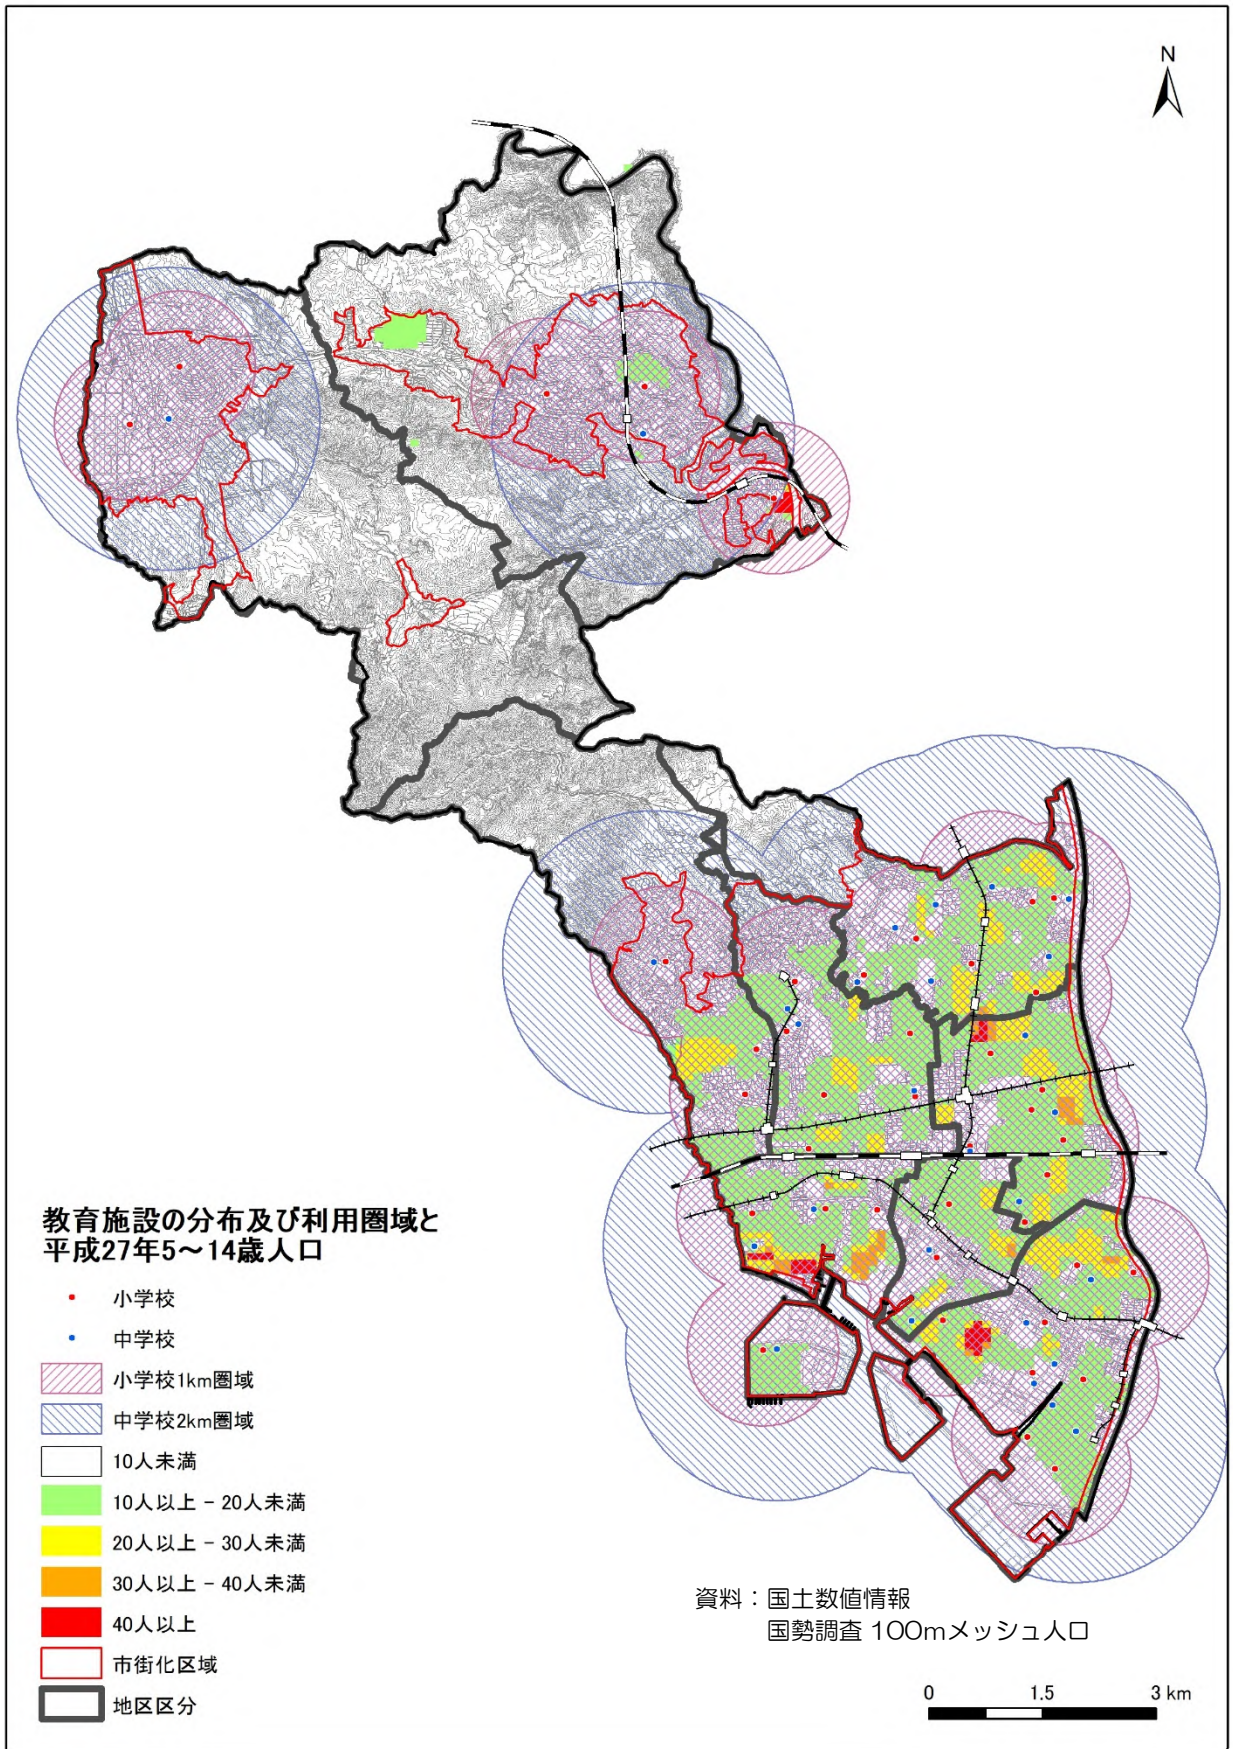 N
教育施設の分布及び利用圏域と
平成27年5～14歳人口
小学校
中学校
小学校1km圏域
中学校2km圏域
10人未満
10人以上 - 20人未満
20人以上 - 30人未満
30人以上 - 40人未満
40人以上
市街化区域
地区区分
資料：国土数値情報
国勢調査 100mメッシュ人口
0 1.5 3 km